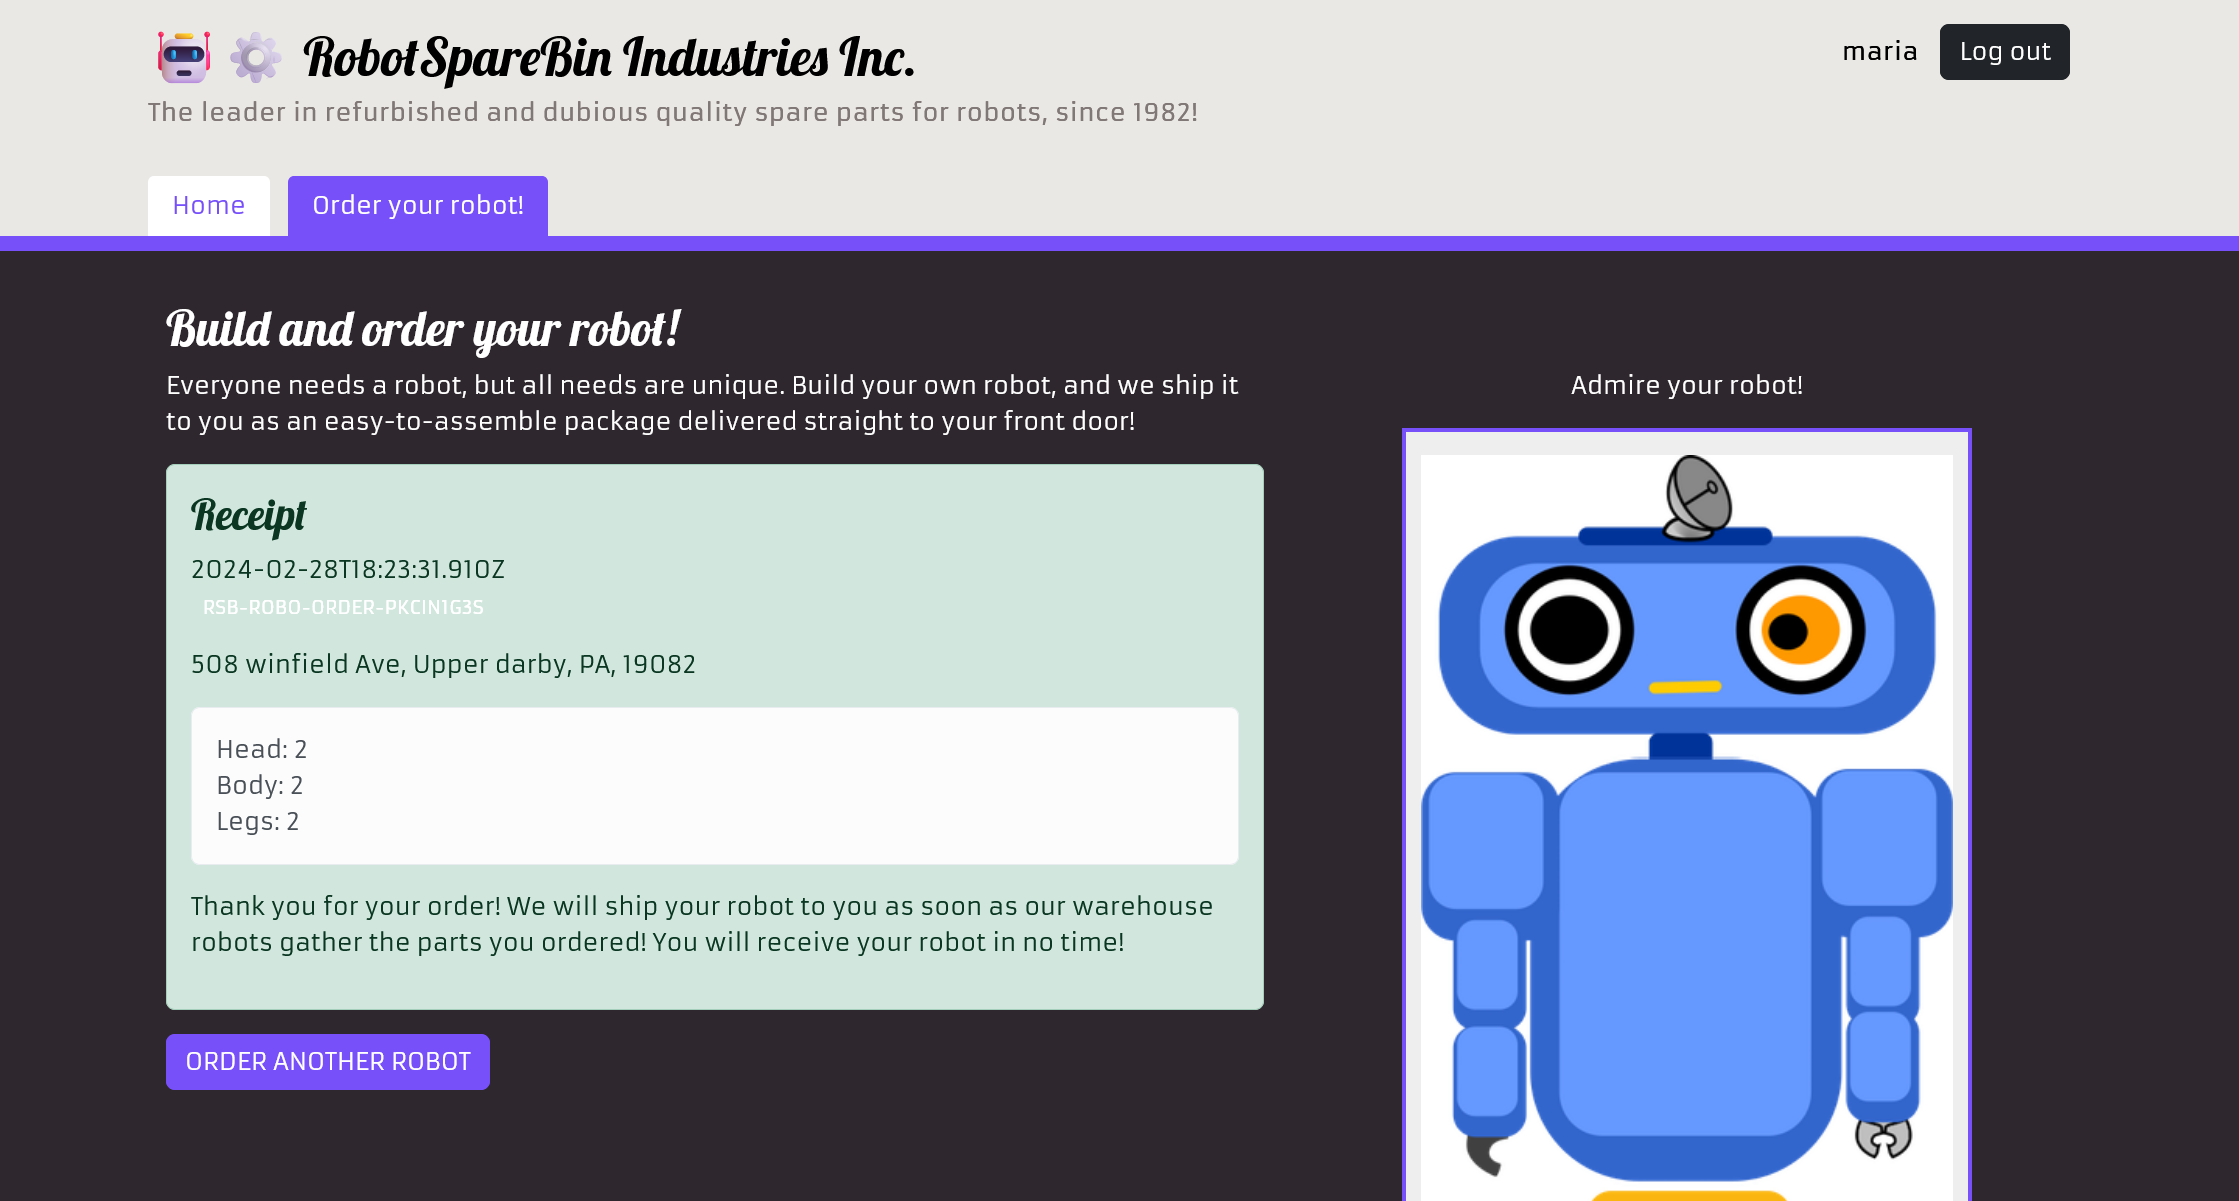 RobotSpareBin Industries Inc.
maria
Log out
The leader in refurbished and dubious quality spare parts for robots, since 1982!
Home
Order your robot!
Build and order your robot!
Everyone needs a robot, but all needs are unique. Build your own robot, and we ship it
to you as an easy-to-assemble package delivered straight to your front door!
Receipt
2024-02-28T18:23:31.910Z
RSB-ROBO-ORDER-PKCIN1G3S
508 winfield Ave, Upper darby, PA, 19082
Head: 2
Body: 2
Legs: 2
Thank you for your order! We will ship your robot to you as soon as our warehouse
robots gather the parts you ordered! You will receive your robot in no time!
ORDER ANOTHER ROBOT
Admire your robot!